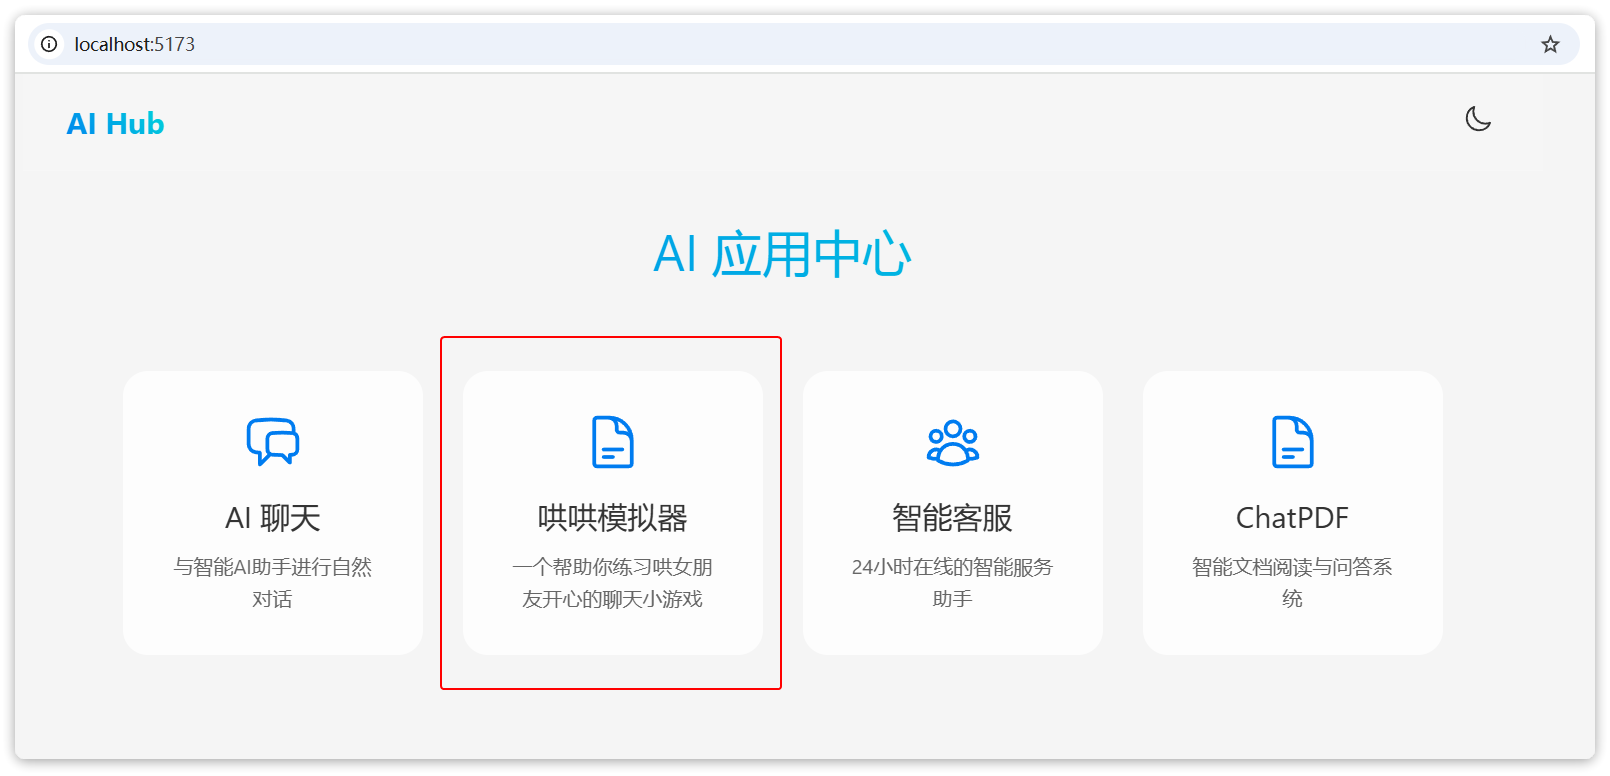 localhost:5173
AI Hub
AI 应用中心
AI 聊天
与智能AI助手进行自然
对话
哄哄模拟器
一个帮助你练习哄女朋
友开心的聊天小游戏
智能客服
24小时在线的智能服务
助手
ChatPDF
智能文档阅读与问答系
统